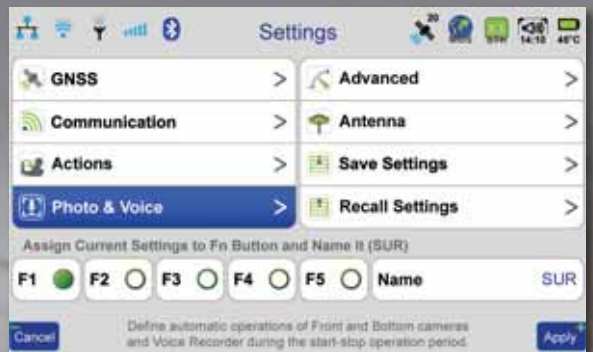 Settings
20
14:18
48°C
GNSS >
Advanced >
Communication >
Antenna >
Actions >
Save Settings >
Photo & Voice >
Recall Settings >
Assign Current Settings to Fn Button and Name It (SUR)
F1 F2 F3 F4 F5 Name SUR
Cancel
Define automatic operations of Front and Bottom cameras
and Voice Recorder during the start-stop operation period.
Apply